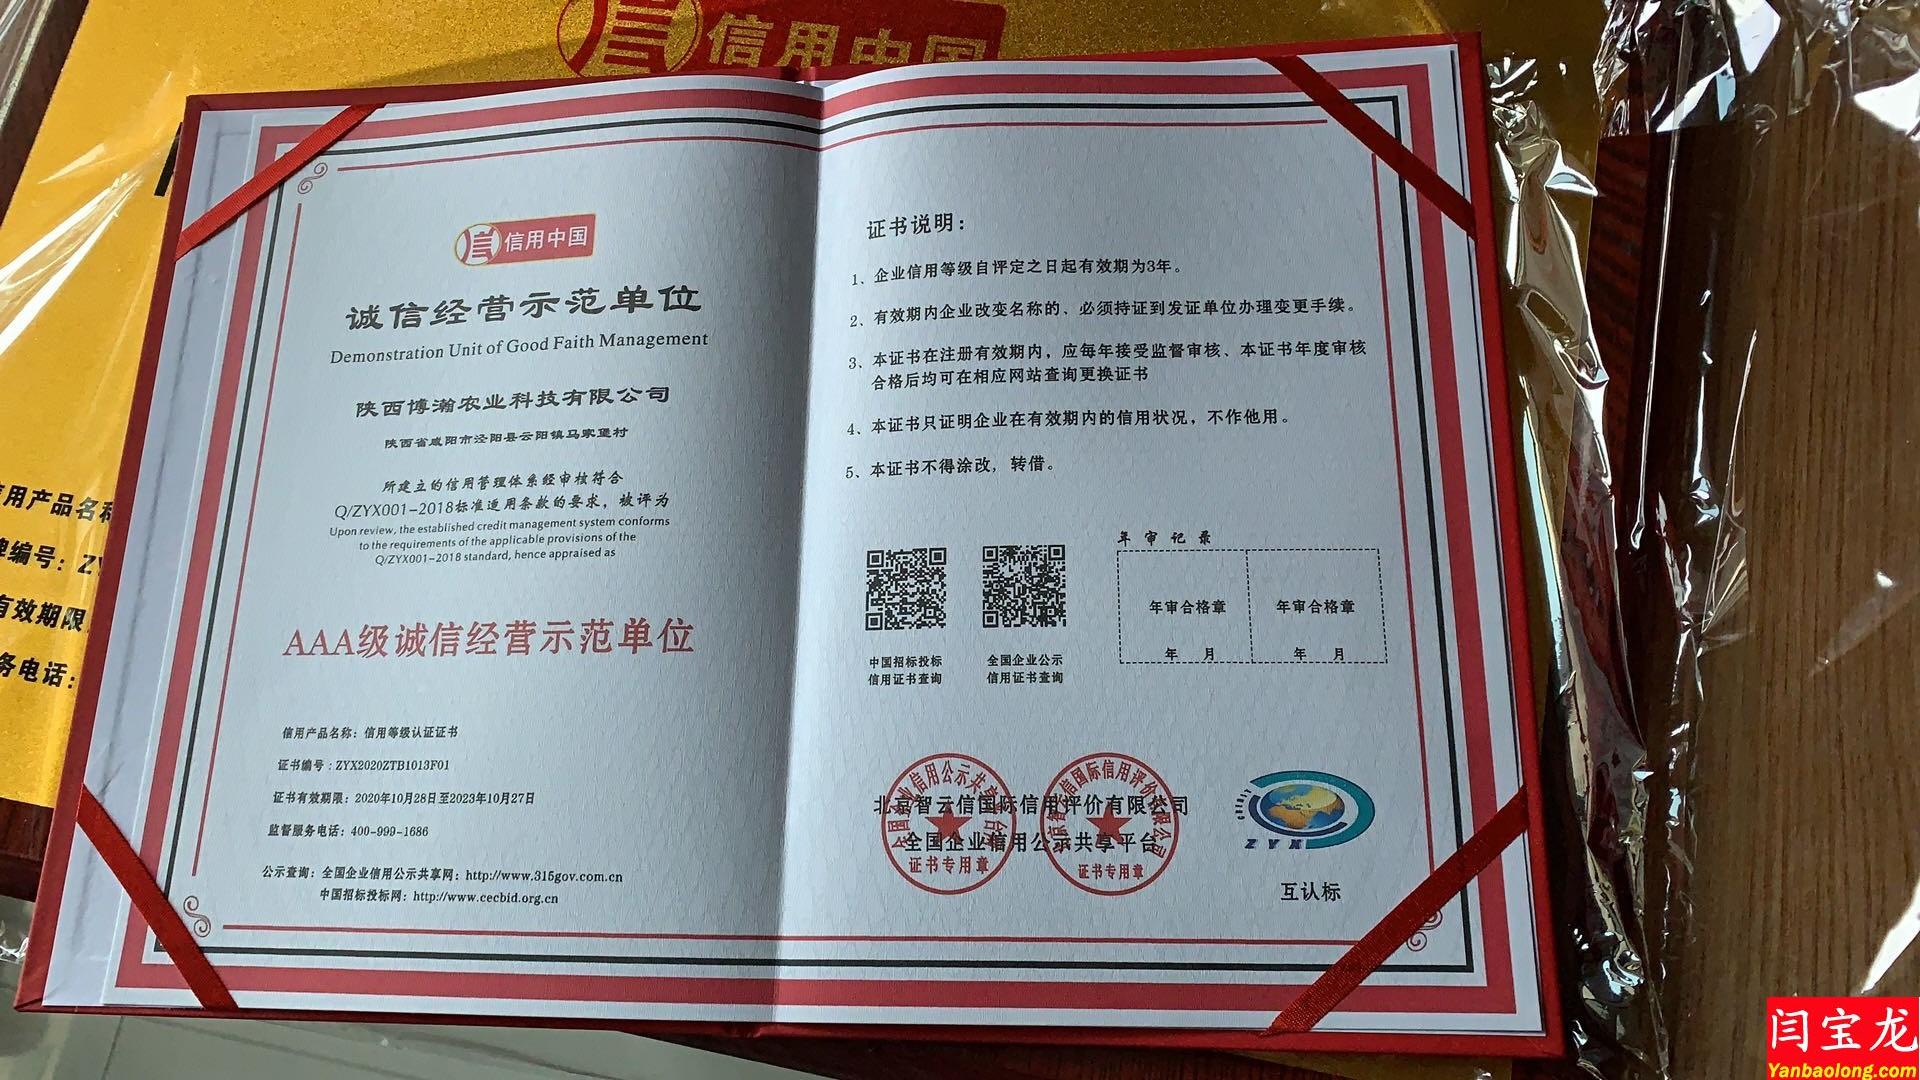 信用中国
用产品名称
牌编号：ZY
有效期限
务电话：
信用中国
诚信经营示范单位
Demonstration Unit of Good Faith Management
陕西博瀚农业科技有限公司
陕西省咸阳市泾阳县云阳镇马家堡村
所建立的信用管理体系经审核符合
Q/ZYX001-2018标准适用条款的要求，被评为
Upon review, the established credit management system conforms
to the requirements of the applicable provisions of the
Q/ZYX001-2018 standard, hence appraised as
AAA级诚信经营示范单位
信用产品名称：信用等级认证证书
证书编号：ZYX2020ZTB1013F01
证书有效期限：2020年10月28日至2023年10月27日
监督服务电话：400-999-1686
公示查询：全国企业信用公示共享网：http://www.315gov.com.cn
中国招标投标网：http://www.cecbid.org.cn
证书说明：
1、企业信用等级自评定之日起有效期为3年。
2、有效期内企业改变名称的、必须持证到发证单位办理变更手续。
3、本证书在注册有效期内，应每年接受监督审核、本证书年度审核
合格后均可在相应网站查询更换证书
4、本证书只证明企业在有效期内的信用状况，不作他用。
5、本证书不得涂改，转借。
中国招标投标
信用证书查询
全国企业公示
信用证书查询
年审记录
年审合格章
年 月
年审合格章
年 月
北京智云信国际信用评价有限公司
全国企业信用公示共享平台
证书专用章
证书专用章
CREDIT
ZYX
互认标
闫宝龙
Yanbaolong.com